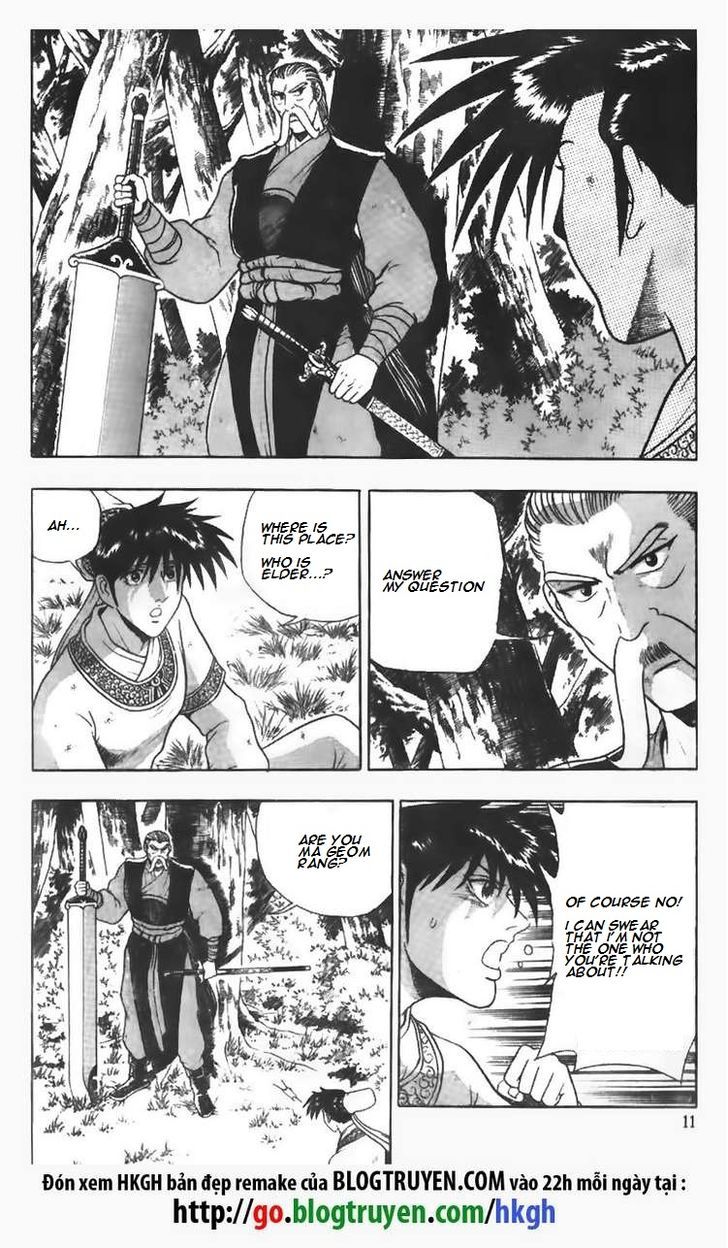 AH...
WHERE IS
THIS PLACE?
WHO IS
ELDER...?
ANSWER
MY QUESTION
ARE YOU
MA GEOM
RANG?
OF COURSE NO!
I CAN SWEAR
THAT I'M NOT
THE ONE WHO
YOU'RE TALKING
ABOUT!!
11
Đón xem HKGH bản đẹp remake của BLOGTRUYEN.COM vào 22h mỗi ngày tại :
http://go.blogtruyen.com/hkgh